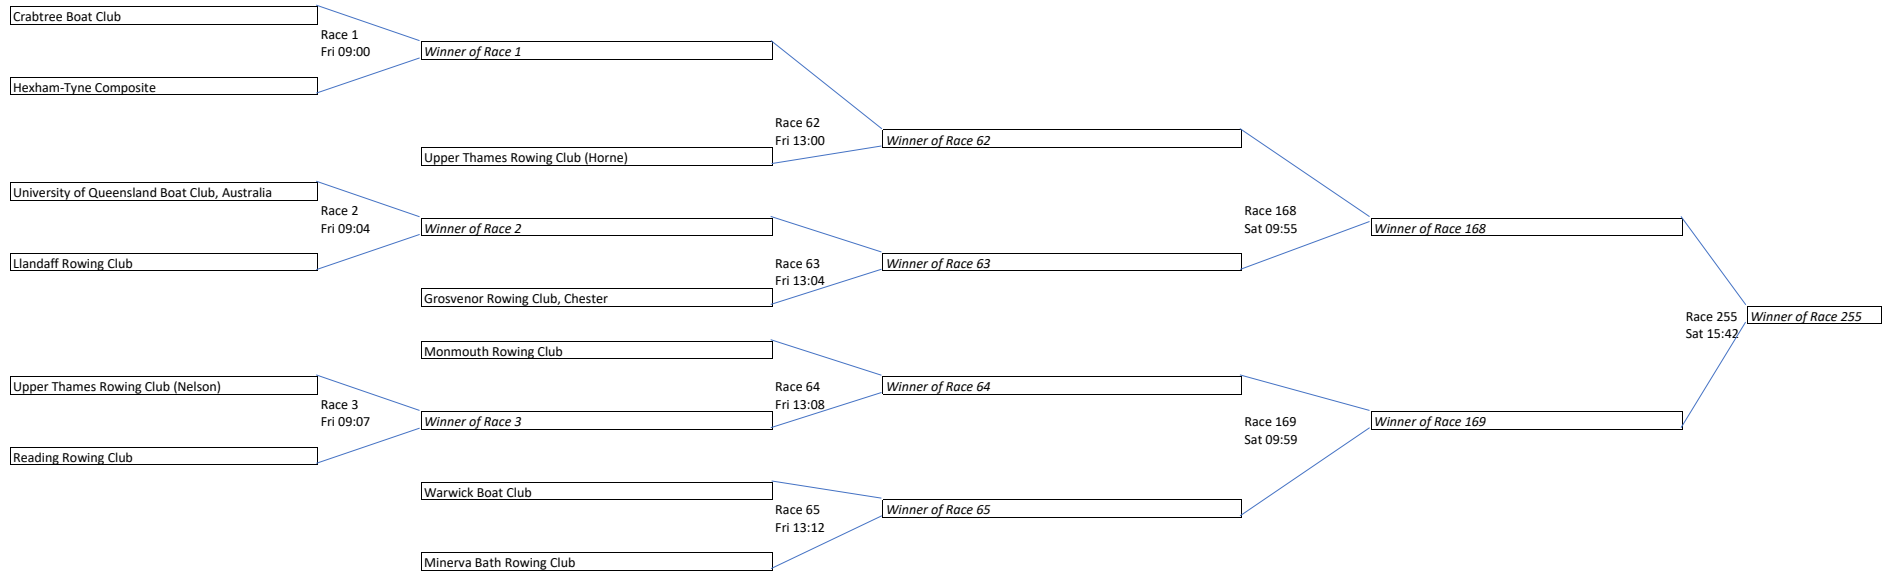 Crabtree Boat Club
Race 1
Fri 09:00
Winner of Race 1
Hexham-Tyne Composite
Race 62
Fri 13:00
Winner of Race 62
Upper Thames Rowing Club (Horne)
University of Queensland Boat Club, Australia
Race 2
Fri 09:04
Winner of Race 2
Race 168
Sat 09:55
Winner of Race 168
Llandaff Rowing Club
Race 63
Fri 13:04
Winner of Race 63
Grosvenor Rowing Club, Chester
Race 255
Sat 15:42
Winner of Race 255
Monmouth Rowing Club
Upper Thames Rowing Club (Nelson)
Race 3
Fri 09:07
Winner of Race 3
Race 64
Fri 13:08
Winner of Race 64
Race 169
Sat 09:59
Winner of Race 169
Reading Rowing Club
Warwick Boat Club
Race 65
Fri 13:12
Winner of Race 65
Minerva Bath Rowing Club